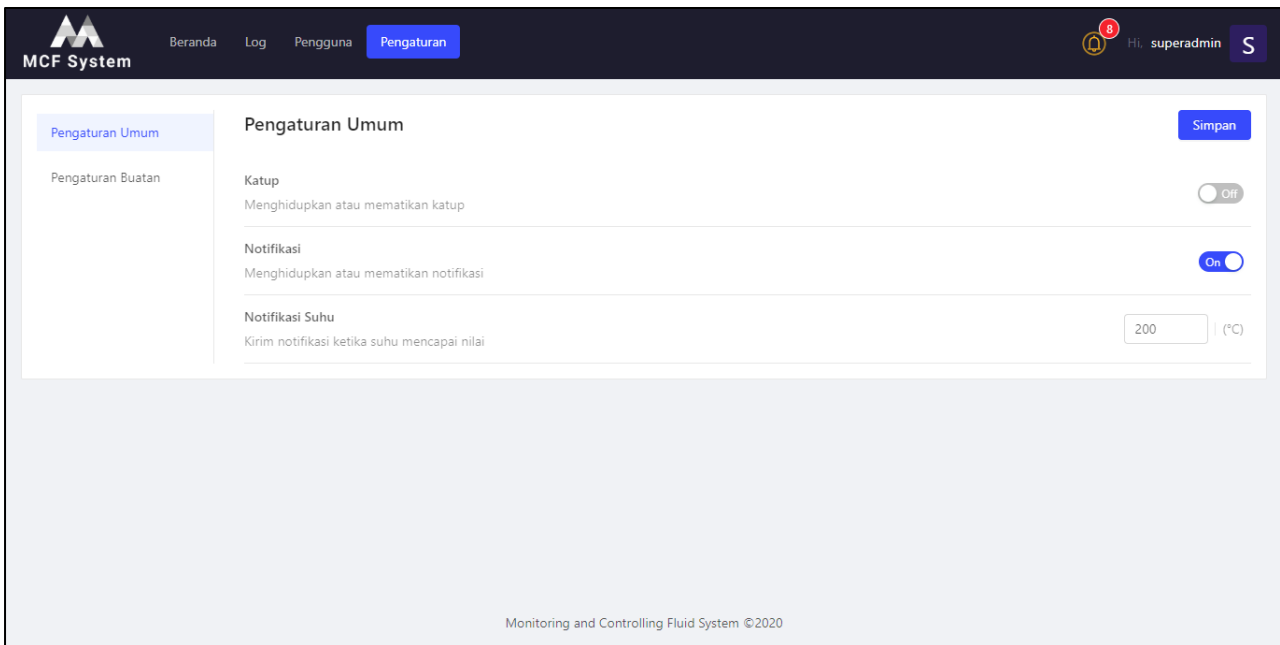 MCF System
Beranda Log Pengguna Pengaturan
8
Hi, superadmin S
Pengaturan Umum
Pengaturan Buatan
Pengaturan Umum
Simpan
Katup
Menghidupkan atau mematikan katup
Off
Notifikasi
Menghidupkan atau mematikan notifikasi
On
Notifikasi Suhu
Kirim notifikasi ketika suhu mencapai nilai
200 (°C)
Monitoring and Controlling Fluid System ©2020